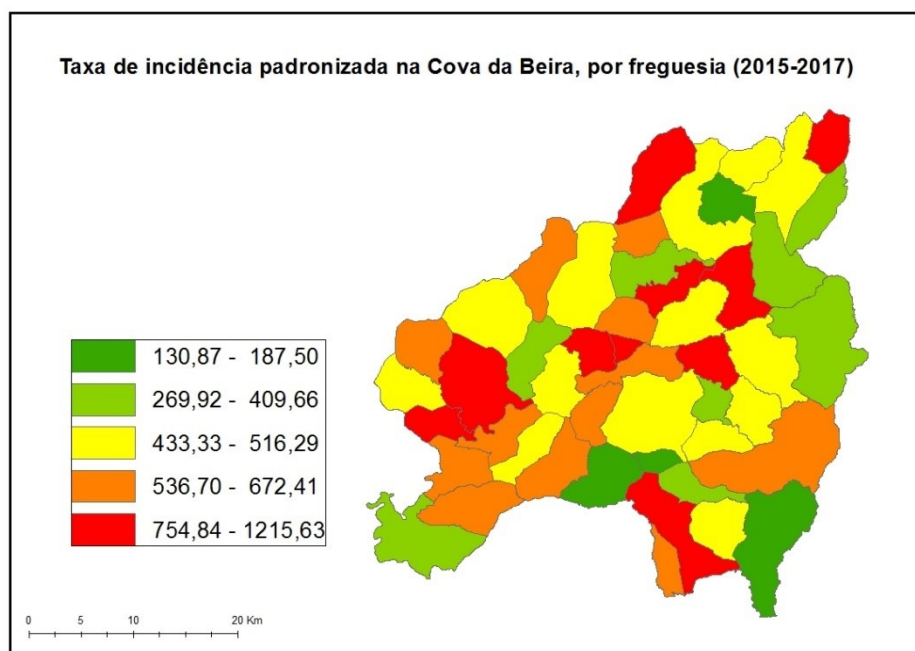 Taxa de incidência padronizada na Cova da Beira, por freguesia (2015-2017)
130,87 - 187,50
269,92 - 409,66
433,33 - 516,29
536,70 - 672,41
754,84 - 1215,63
0 5 10 20 Km